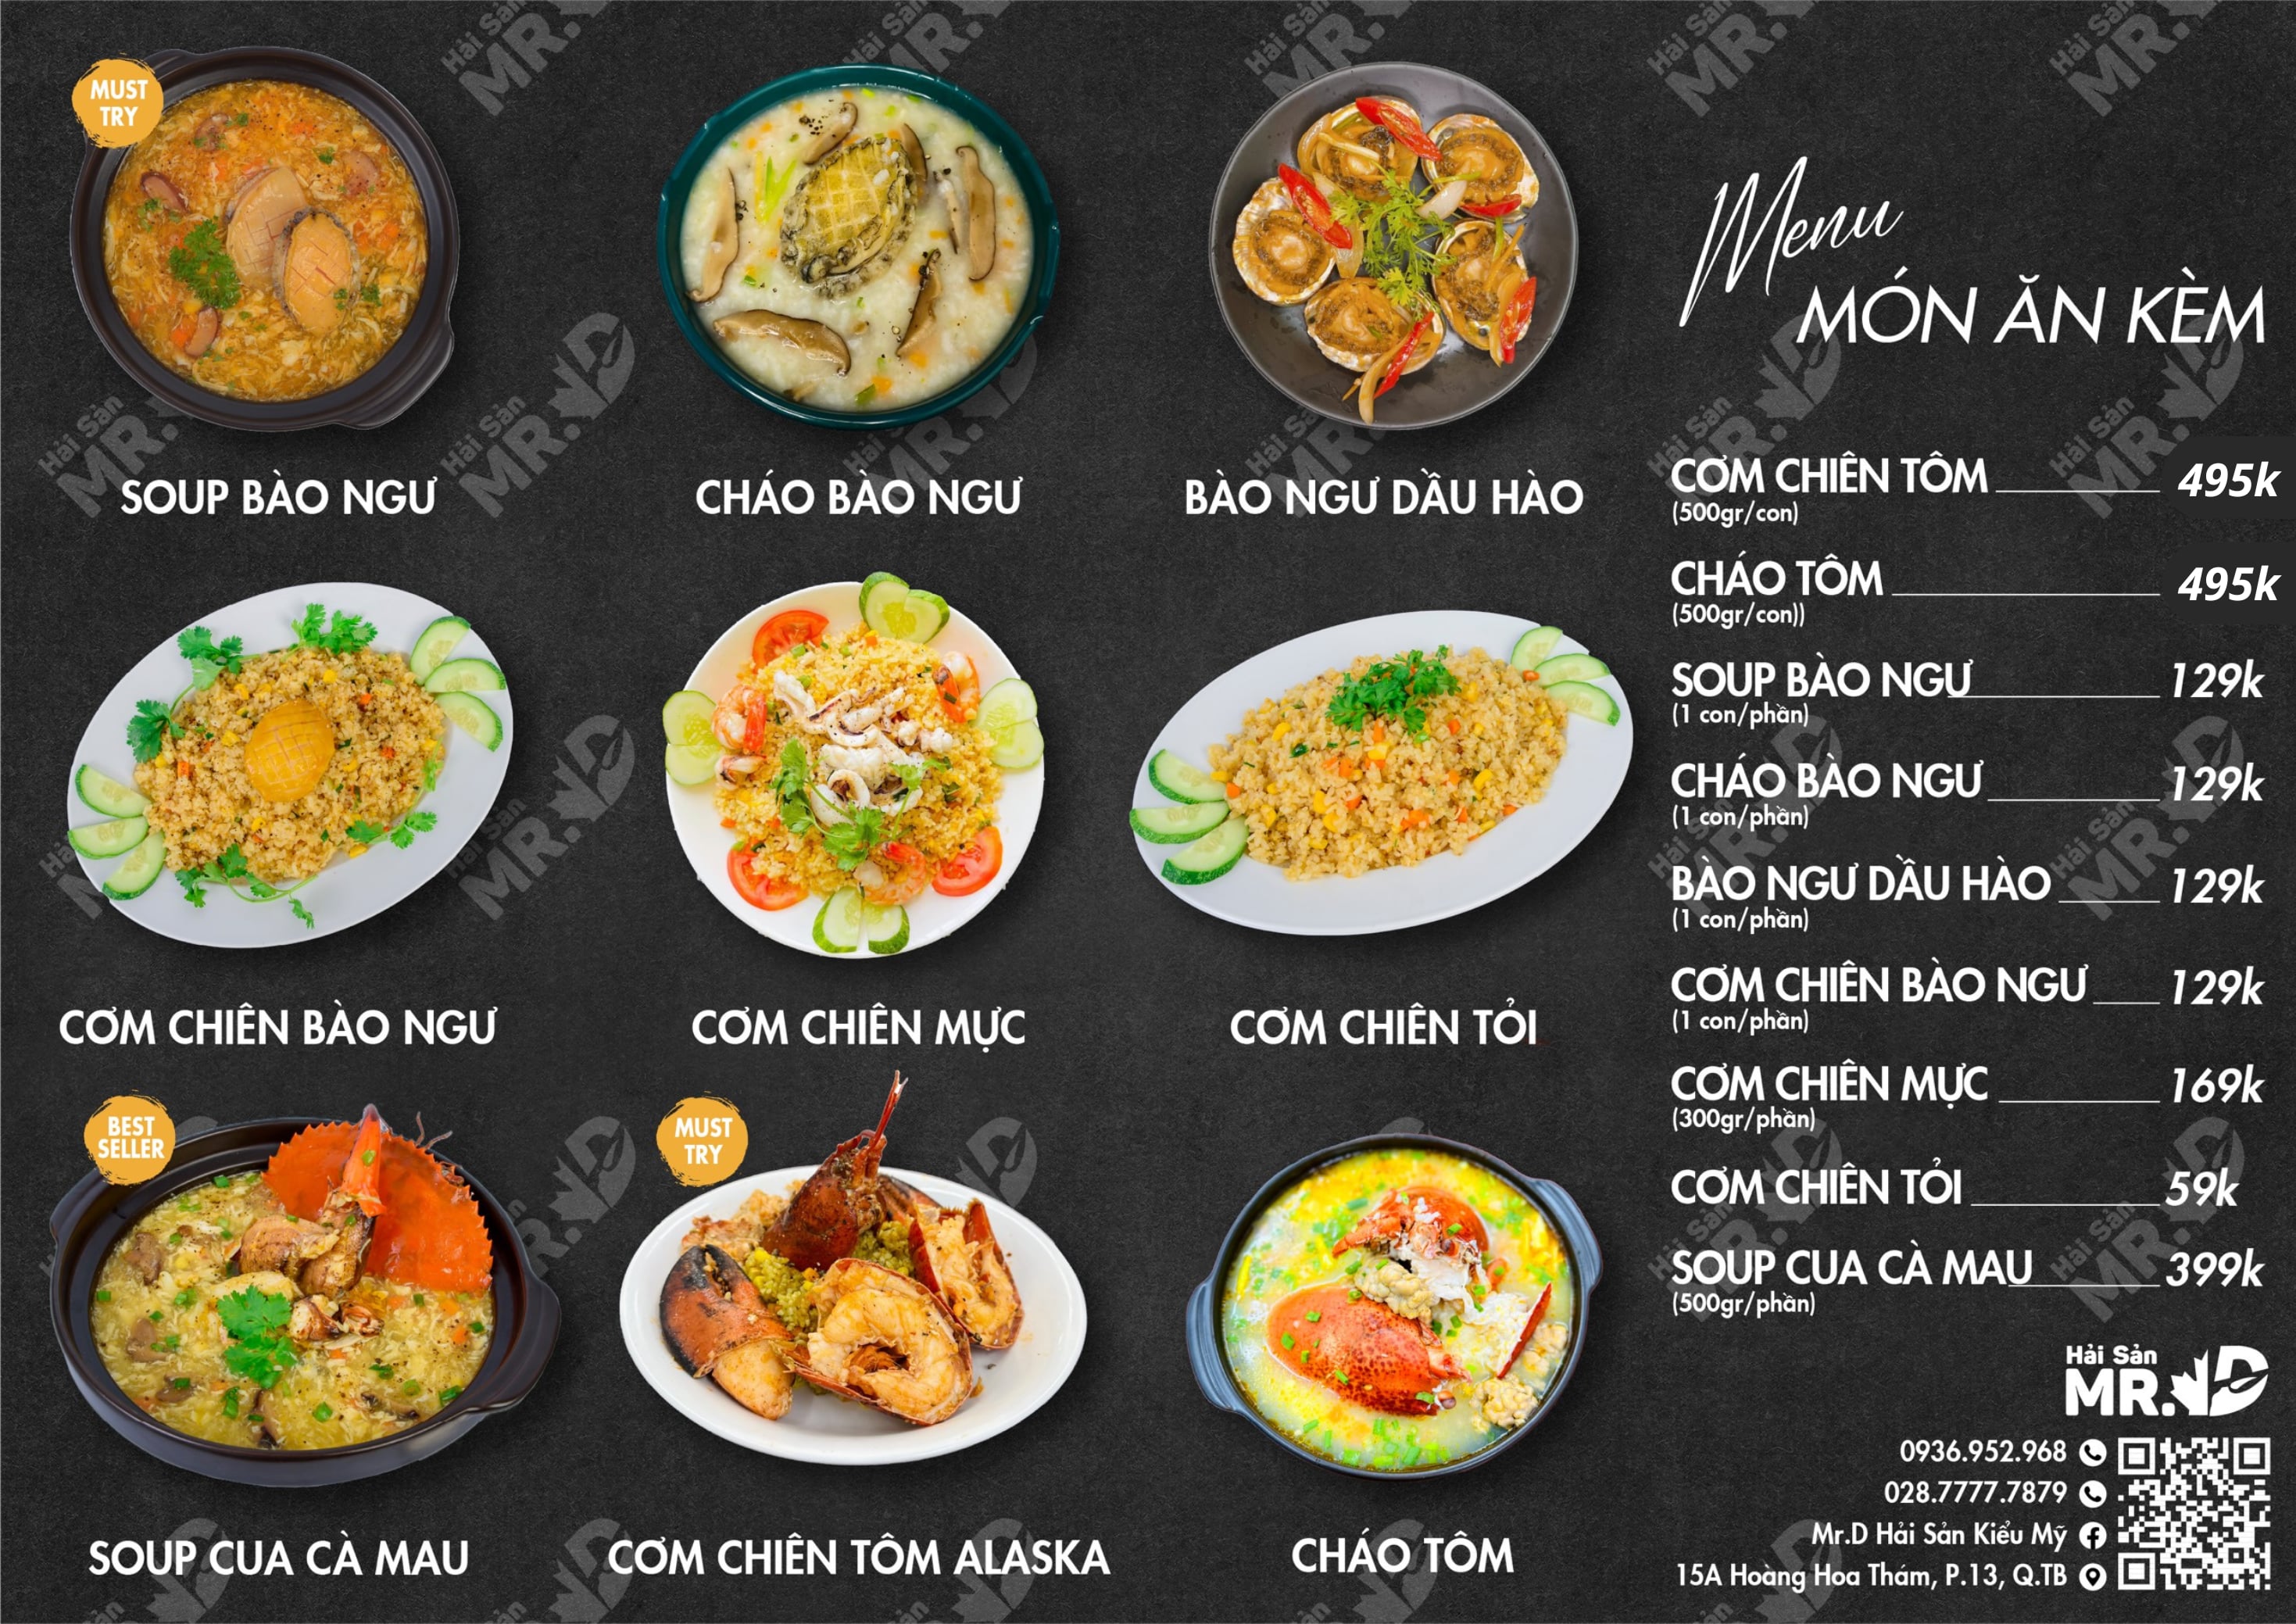 MUST
TRY
SOUP BÀO NGƯ
CHÁO BÀO NGƯ
BÀO NGƯ DẦU HÀO
CƠM CHIÊN BÀO NGƯ
CƠM CHIÊN MỰC
CƠM CHIÊN TỎI
BEST
SELLER
MUST
TRY
SOUP CUA CÀ MAU
CƠM CHIÊN TÔM ALASKA
CHÁO TÔM
Menu
MÓN ĂN KÈM
CƠM CHIÊN TÔM 495k
(500gr/con)
CHÁO TÔM 495k
(500gr/con))
SOUP BÀO NGƯ 129k
(1 con/phần)
CHÁO BÀO NGƯ 129k
(1 con/phần)
BÀO NGƯ DẦU HÀO 129k
(1 con/phần)
CƠM CHIÊN BÀO NGƯ 129k
(1 con/phần)
CƠM CHIÊN MỰC 169k
(300gr/phần)
CƠM CHIÊN TỎI 59k
SOUP CUA CÀ MAU 399k
(500gr/phần)
Hải Sản
MR.D
0936.952.968
028.7777.7879
Mr.D Hải Sản Kiểu Mỹ
15A Hoàng Hoa Thám, P.13, Q.TB